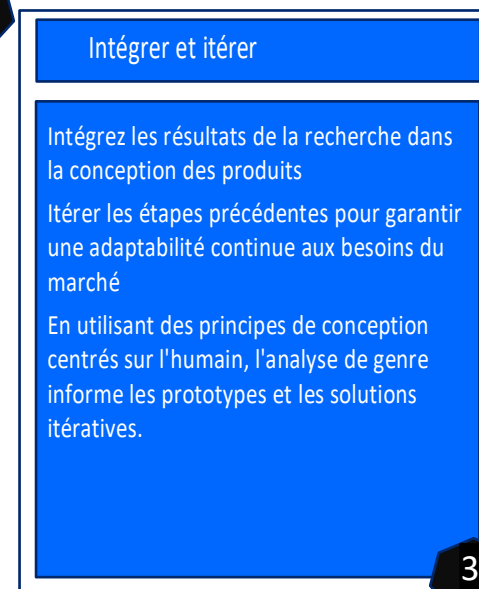 Intégrer et itérer
Intégrez les résultats de la recherche dans
la conception des produits
Itérer les étapes précédentes pour garantir
une adaptabilité continue aux besoins du
marché
En utilisant des principes de conception
centrés sur l'humain, l'analyse de genre
informe les prototypes et les solutions
itératives.
3